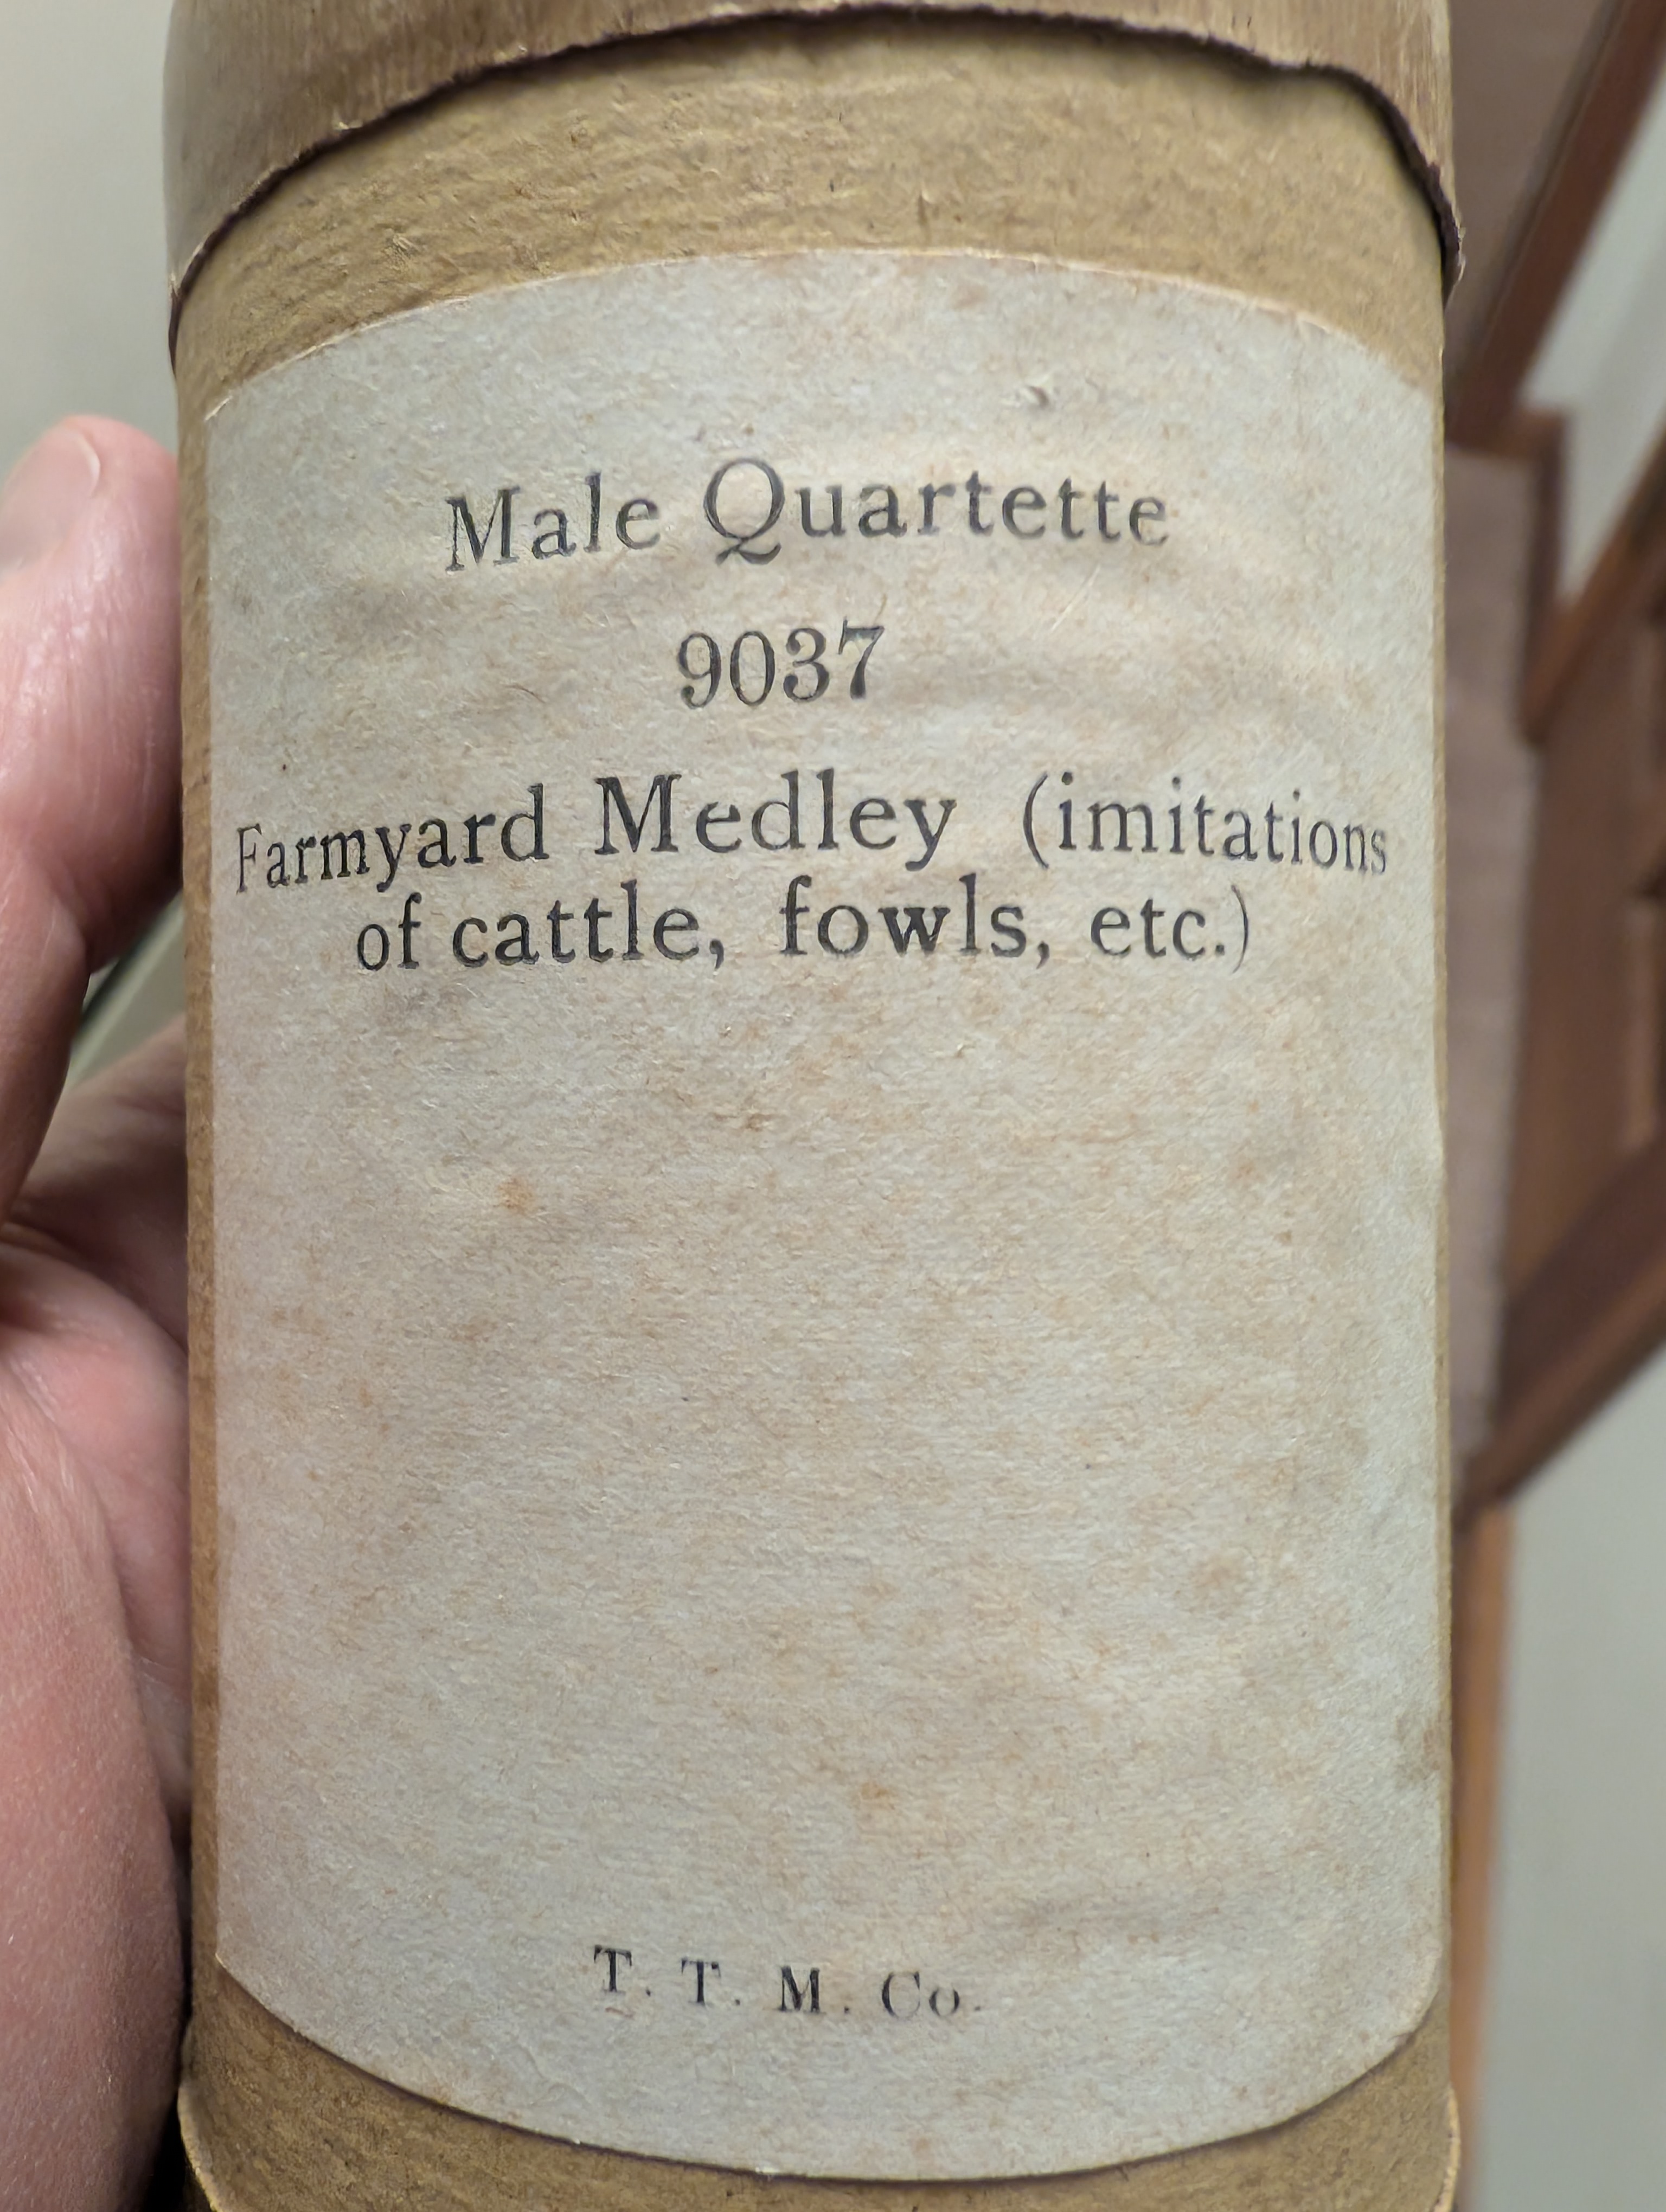 Male Quartette
9037
Farmyard Medley (imitations
of cattle, fowls, etc.)
T. T. M. Co.